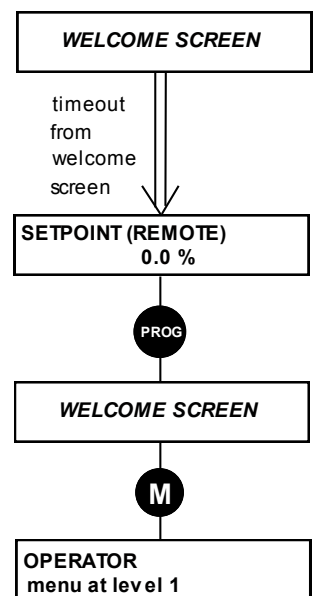 WELCOME SCREEN
timeout
from
welcome
screen
SETPOINT (REMOTE)
0.0 %
PROG
WELCOME SCREEN
M
OPERATOR
menu at level 1